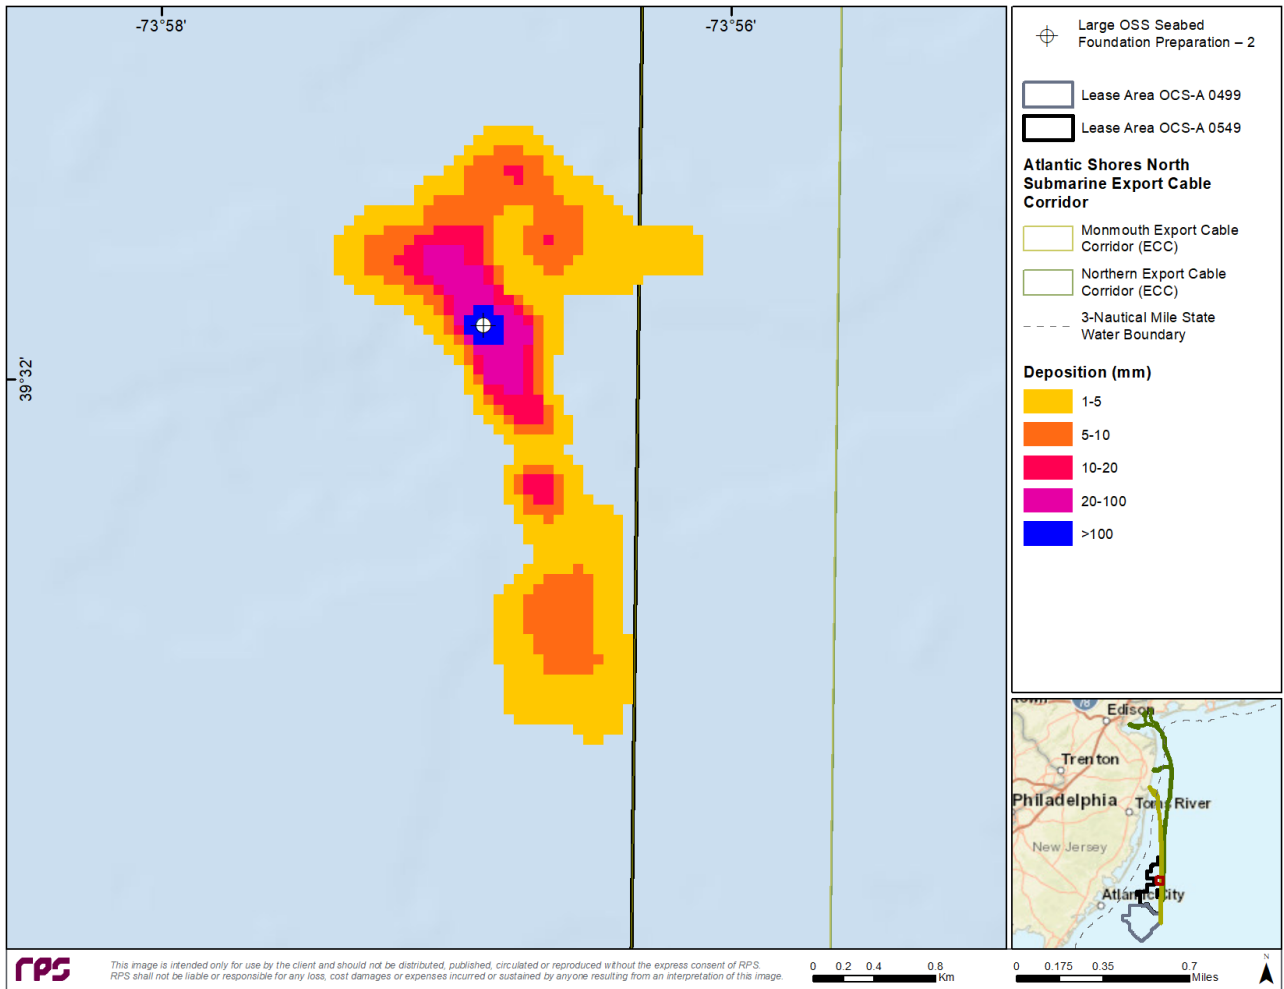 -73°58'
-73°56'
39°32'
Large OSS Seabed
Foundation Preparation – 2
Lease Area OCS-A 0499
Lease Area OCS-A 0549
Atlantic Shores North
Submarine Export Cable
Corridor
Monmouth Export Cable
Corridor (ECC)
Northern Export Cable
Corridor (ECC)
3-Nautical Mile State
Water Boundary
Deposition (mm)
1-5
5-10
10-20
20-100
>100
78
Edison
Trenton
Philadelphia
Toms River
New Jersey
Atlantic City
rps
This image is intended only for use by the client and should not be distributed, published, circulated or reproduced without the express consent of RPS.
RPS shall not be liable or responsible for any loss, cost damages or expenses incurred or sustained by anyone resulting from an interpretation of this image.
0 0.2 0.4 0.8
Km
0 0.175 0.35 0.7
Miles
N